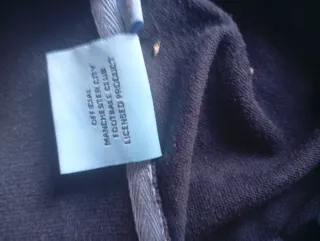 OFFICIAL
MANCHESTER CITY
FOOTBALL CLUB
LICENSED PRODUCT